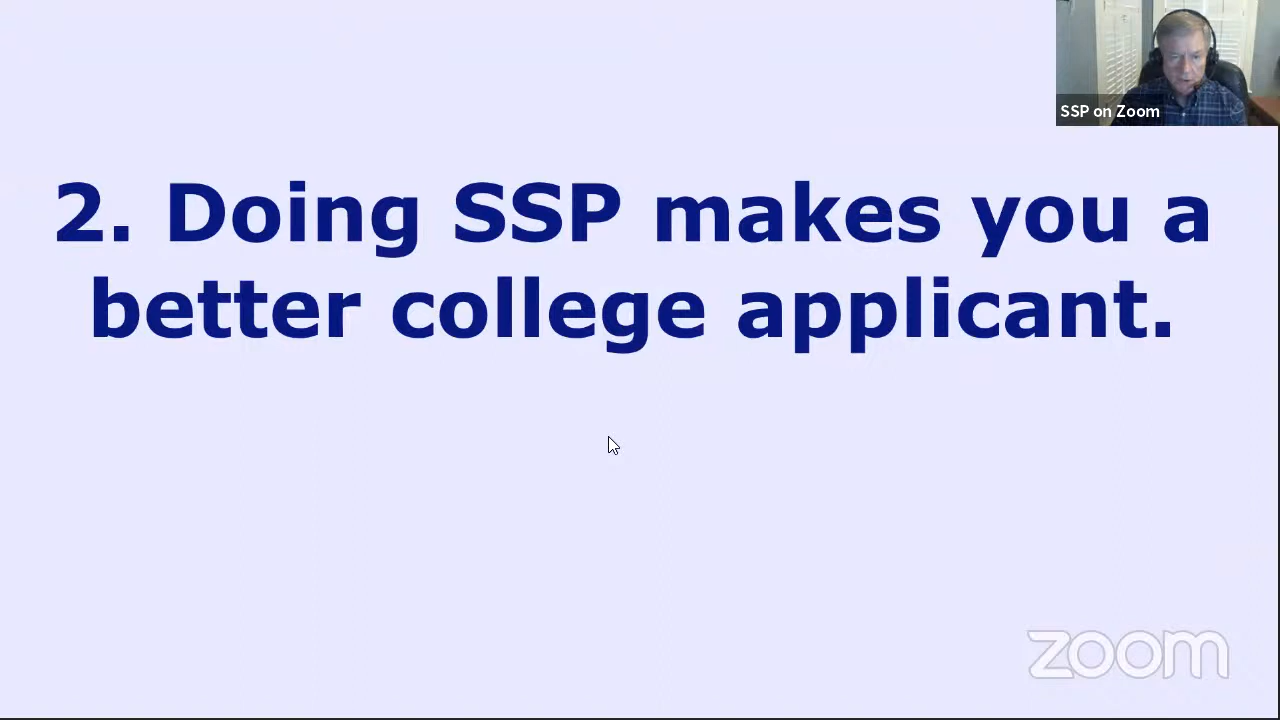 SSP on Zoom
2. Doing SSP makes you a
better college applicant.
zoom